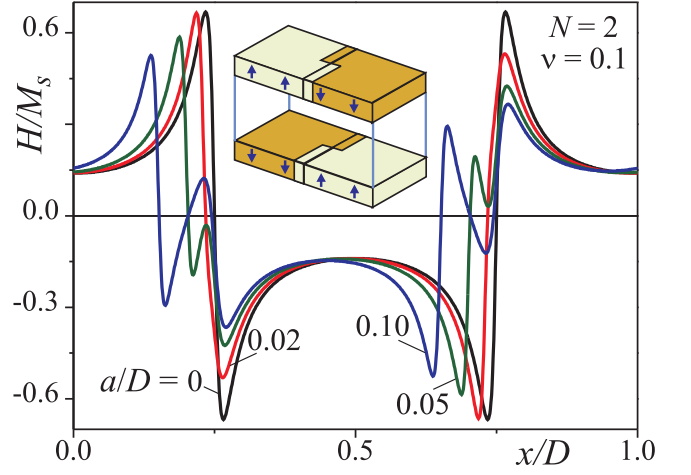 0.6
N = 2
ν = 0.1
H/Mₛ
0.0
-0.3
0.02
0.10
a/D = 0
0.05
-0.6
0.0
0.5
x/D
1.0